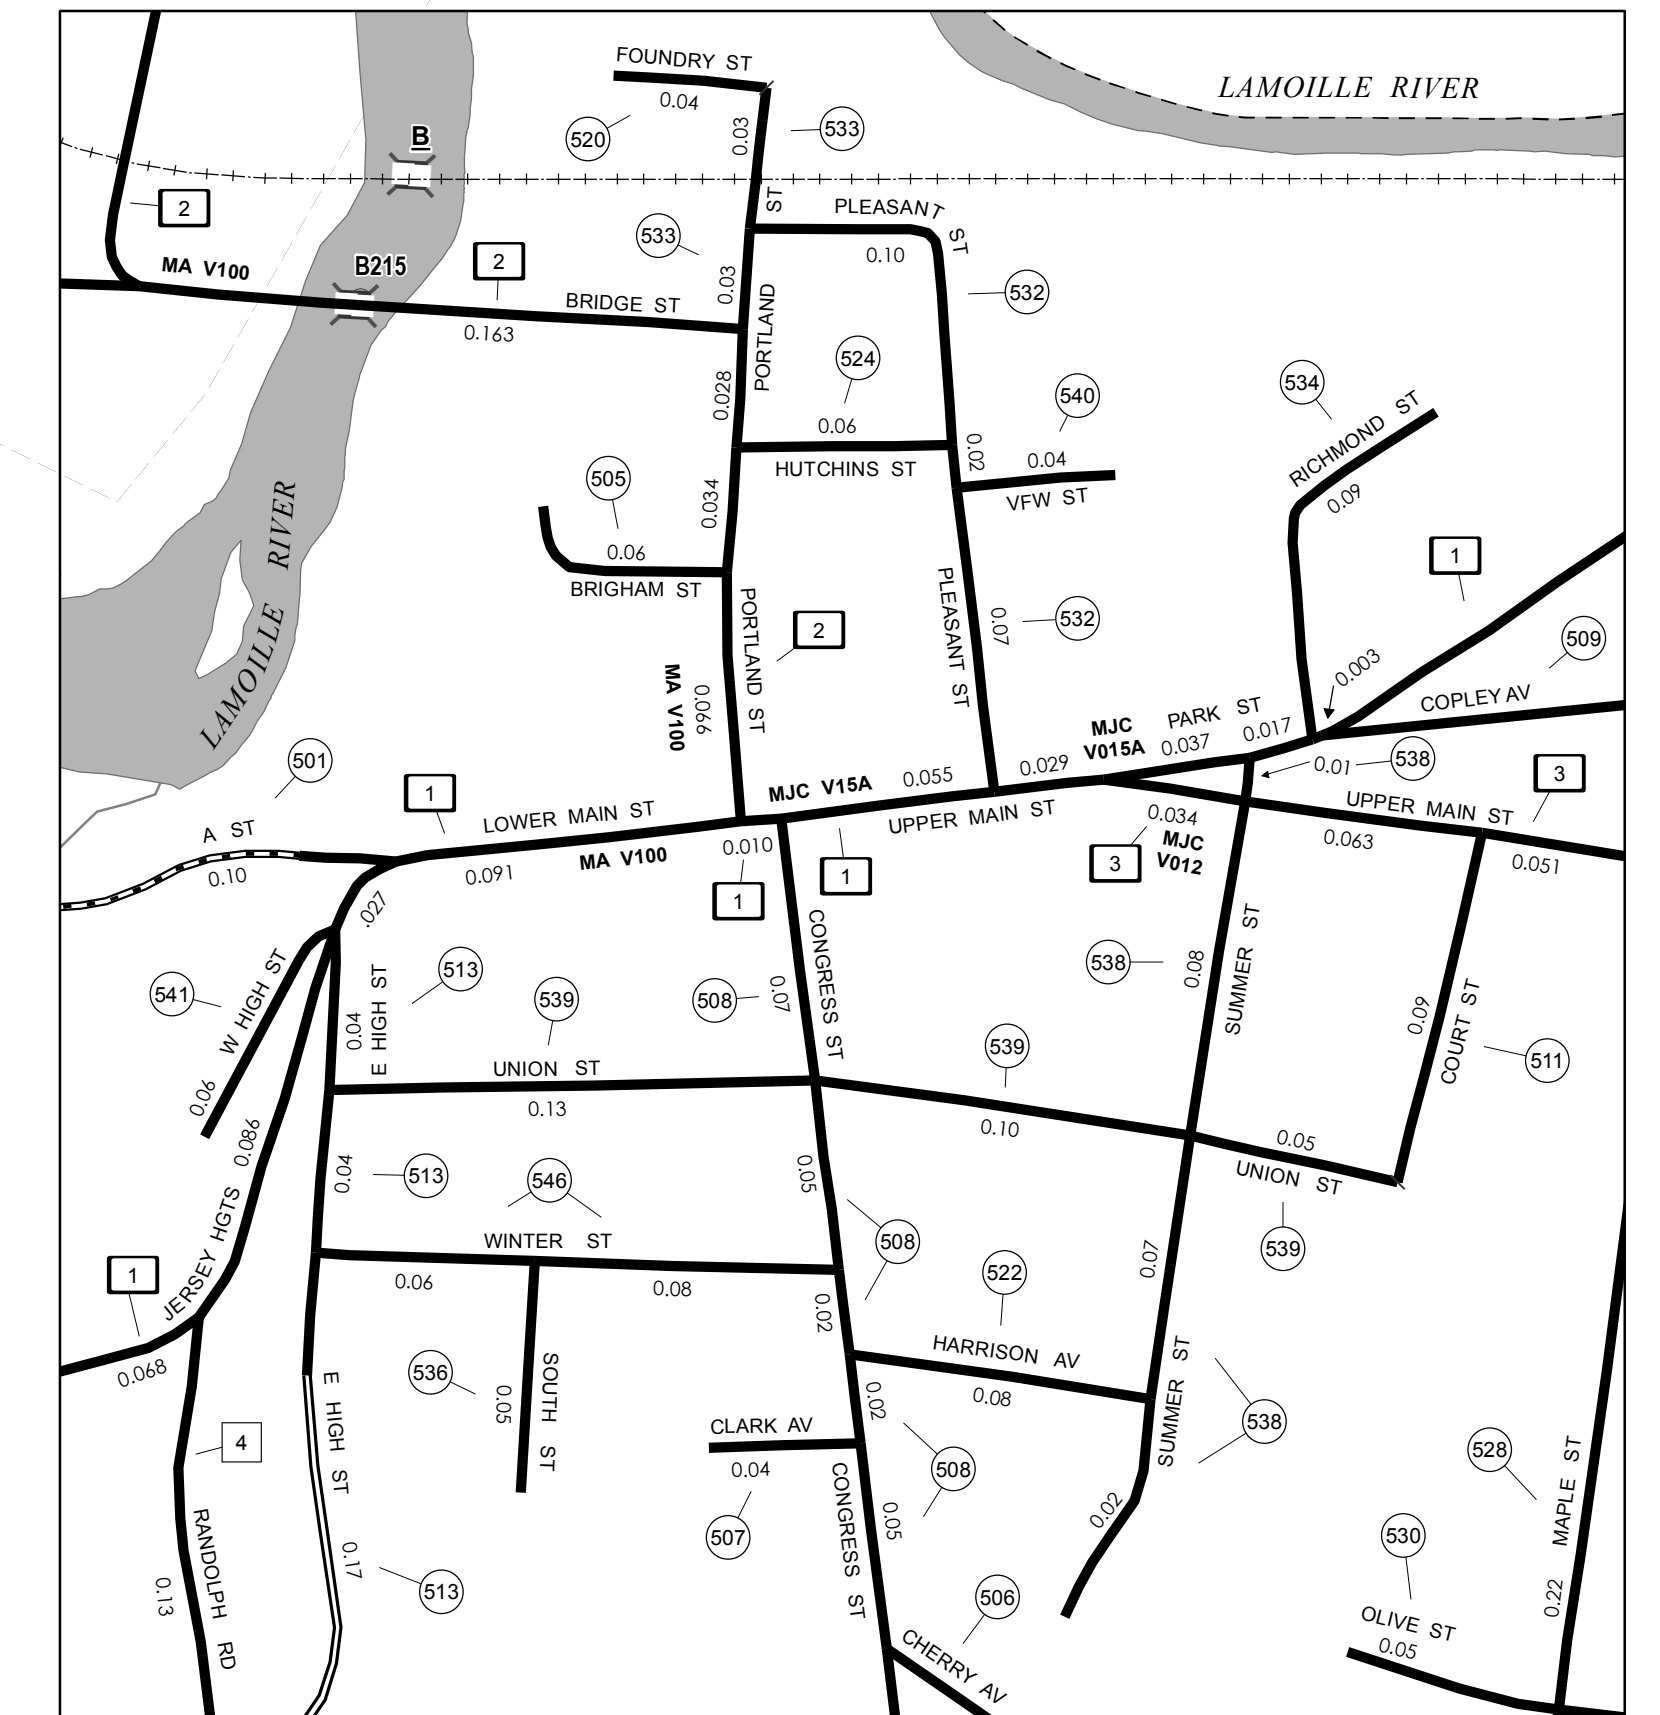 FOUNDRY ST
0.04
520
0.03
533
LAMOILLE RIVER
B
2
ST
PLEASANT ST
0.10
533
MA V100
B215
2
0.03
BRIDGE ST
0.163
532
PORTLAND
524
0.028
0.06
HUTCHINS ST
540
0.02
0.04
VFW ST
534
RICHMOND ST
0.09
505
0.034
0.06
BRIGHAM ST
LAMOILLE RIVER
1
PORTLAND ST
2
PLEASANT ST
0.07
532
509
0.003
MA V100
0.066
COPLEY AV
MJC
V015A
PARK ST
0.037
0.017
501
1
MJC V15A
0.055
0.029
0.01
538
3
A ST
0.10
LOWER MAIN ST
MA V100
0.091
0.010
1
1
UPPER MAIN ST
0.034
3
MJC
V012
UPPER MAIN ST
0.063
0.051
.027
541
W HIGH ST
0.06
513
0.04
E HIGH ST
539
508
0.07
CONGRESS ST
538
0.08
SUMMER ST
0.09
COURT ST
511
539
UNION ST
0.13
0.10
0.05
UNION ST
539
0.086
JERSEY HGTS
0.04
513
546
0.05
508
WINTER ST
0.06
0.08
0.07
1
0.068
522
0.02
HARRISON AV
0.08
536
0.05
SOUTH ST
E HIGH ST
0.02
SUMMER ST
538
4
CLARK AV
0.04
508
507
CONGRESS ST
0.05
0.02
528
MAPLE ST
530
RANDOLPH RD
0.13
0.17
513
506
CHERRY AV
0.22
OLIVE ST
0.05